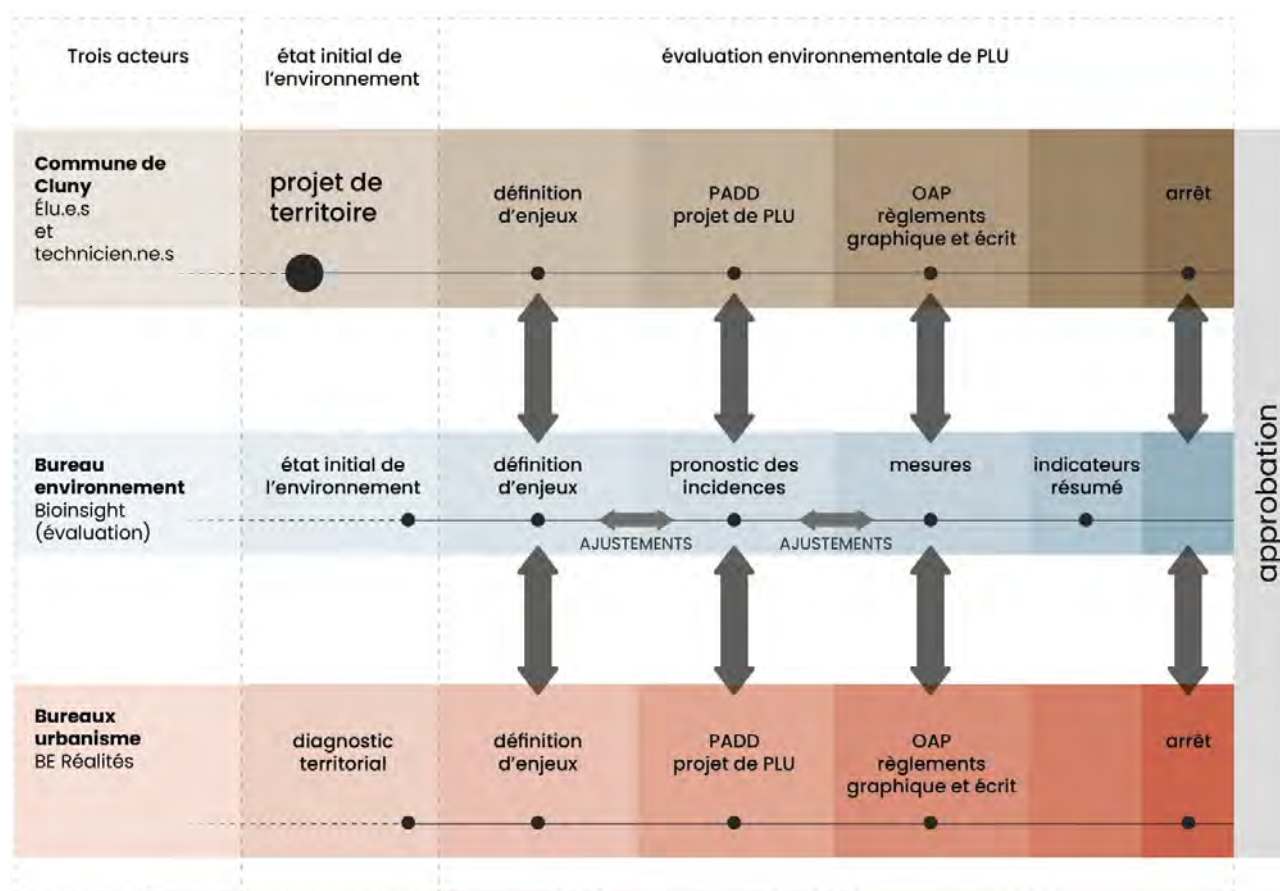 Trois acteurs
état initial de
l'environnement
évaluation environnementale de PLU
Commune de
Cluny
Élu.e.s
et
technicien.ne.s
projet de
territoire
définition
d'enjeux
PADD
projet de PLU
OAP
règlements
graphique et écrit
arrêt
Bureau
environnement
Bioinsight
(évaluation)
état initial de
l'environnement
définition
d'enjeux
pronostic des
incidences
mesures
indicateurs
résumé
AJUSTEMENTS
AJUSTEMENTS
approbation
Bureaux
urbanisme
BE Réalités
diagnostic
territorial
définition
d'enjeux
PADD
projet de PLU
OAP
règlements
graphique et écrit
arrêt